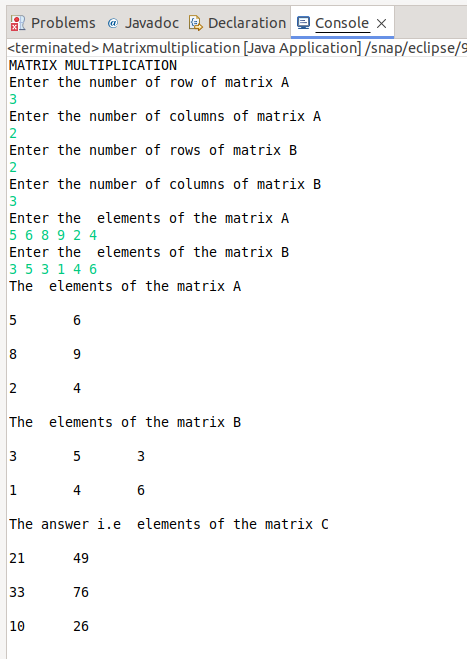 Problems @ Javadoc Declaration Console ×
<terminated> Matrixmultiplication [Java Application] /snap/eclipse/9
MATRIX MULTIPLICATION
Enter the number of row of matrix A
3
Enter the number of columns of matrix A
2
Enter the number of rows of matrix B
2
Enter the number of columns of matrix B
3
Enter the  elements of the matrix A
5 6 8 9 2 4
Enter the  elements of the matrix B
3 5 3 1 4 6
The  elements of the matrix A
5 6
8 9
2 4
The  elements of the matrix B
3 5 3
1 4 6
The answer i.e  elements of the matrix C
21 49
33 76
10 26